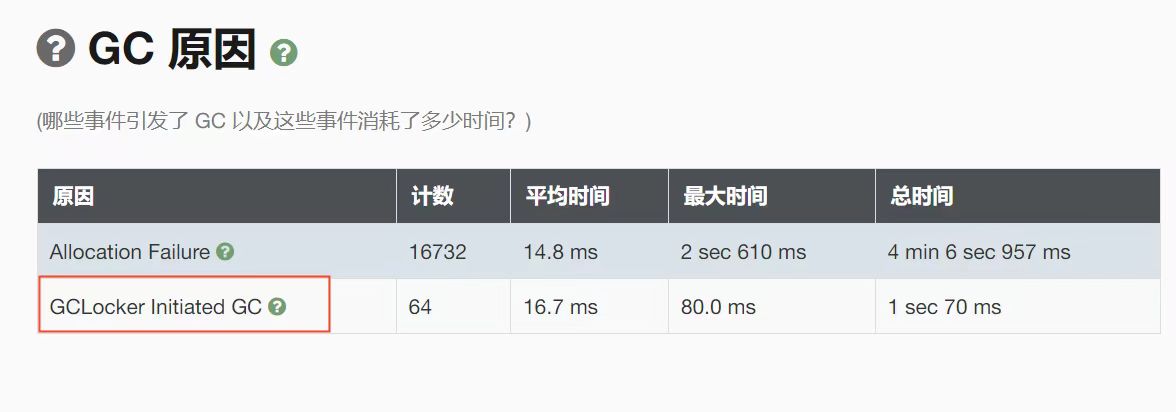 ? GC 原因 ?
(哪些事件引发了 GC 以及这些事件消耗了多少时间? )
原因 计数 平均时间 最大时间 总时间
Allocation Failure ? 16732 14.8 ms 2 sec 610 ms 4 min 6 sec 957 ms
GCLocker Initiated GC ? 64 16.7 ms 80.0 ms 1 sec 70 ms